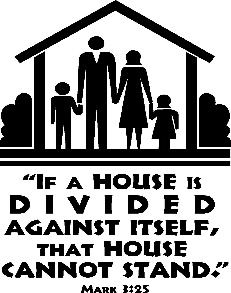 “IF A HOUSE IS
DIVIDED
AGAINST ITSELF,
THAT HOUSE
CANNOT STAND.”
MARK 3:25